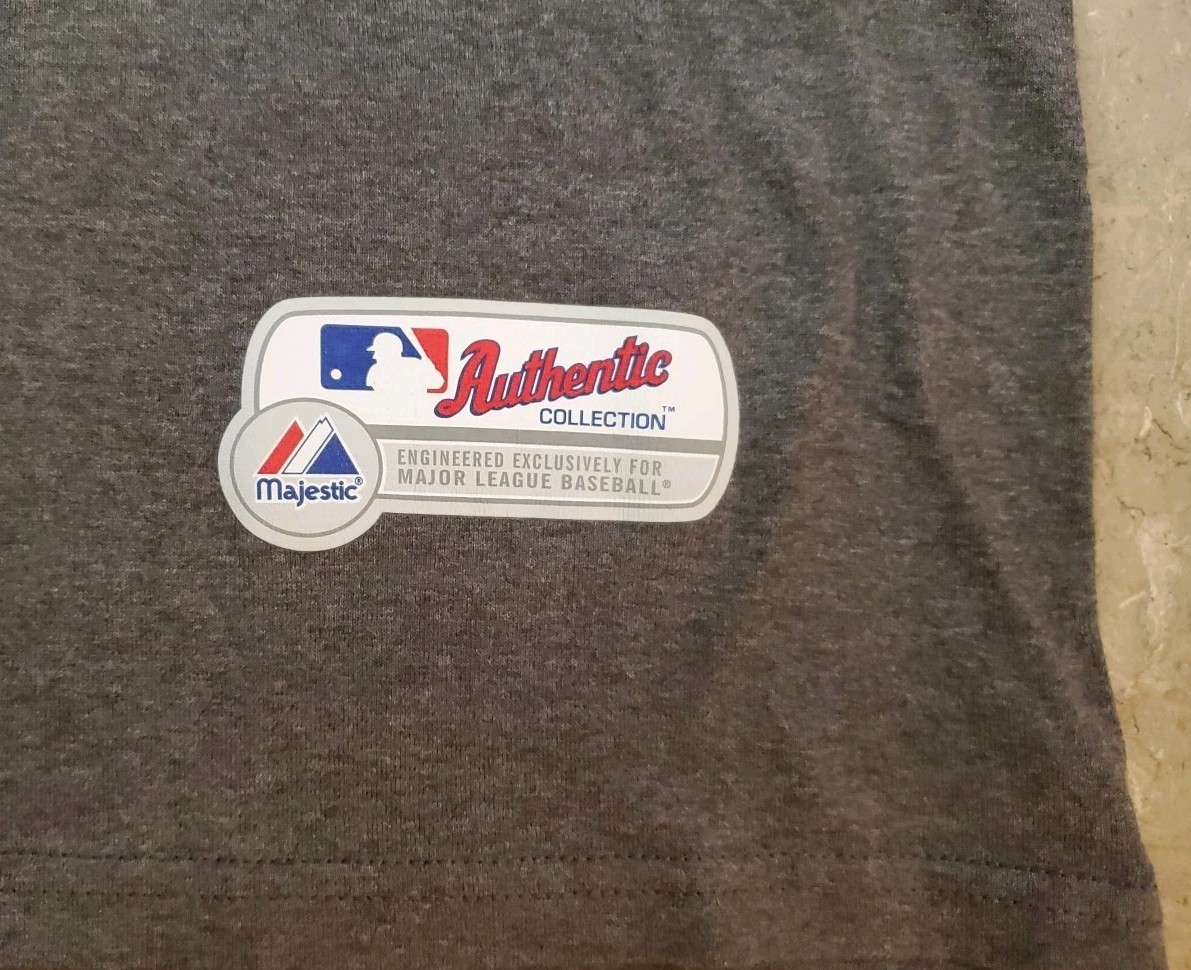 Authentic
COLLECTION™
Majestic®
ENGINEERED EXCLUSIVELY FOR
MAJOR LEAGUE BASEBALL®